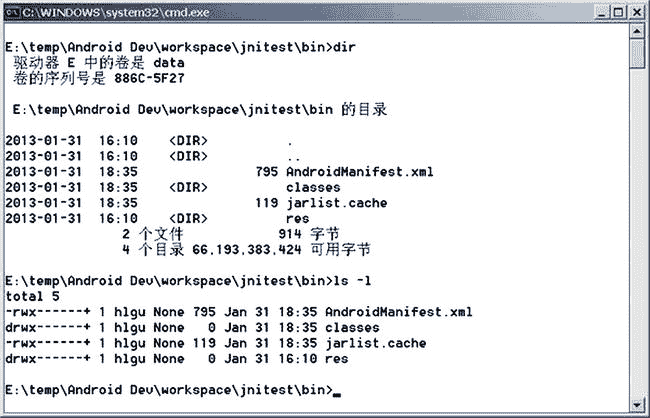 C:\WINDOWS\system32\cmd.exe
E:\temp\Android Dev\workspace\jnitest\bin>dir
 驱动器 E 中的卷是 data
 卷的序列号是 886C-5F27
 E:\temp\Android Dev\workspace\jnitest\bin 的目录
2013-01-31  16:10    <DIR>          .
2013-01-31  16:10    <DIR>          ..
2013-01-31  18:35               795 AndroidManifest.xml
2013-01-31  18:35    <DIR>          classes
2013-01-31  18:35               119 jarlist.cache
2013-01-31  16:10    <DIR>          res
               2 个文件            914 字节
               4 个目录 66,193,383,424 可用字节
E:\temp\Android Dev\workspace\jnitest\bin>ls -l
total 5
-rwx------+ 1 hlgu None 795 Jan 31 18:35 AndroidManifest.xml
drwx------+ 1 hlgu None   0 Jan 31 18:35 classes
-rwx------+ 1 hlgu None 119 Jan 31 18:35 jarlist.cache
drwx------+ 1 hlgu None   0 Jan 31 16:10 res
E:\temp\Android Dev\workspace\jnitest\bin>_